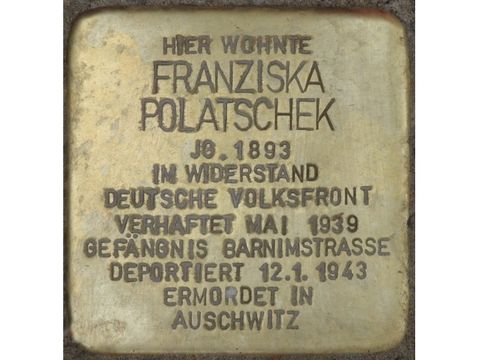 HIER WOHNTE
FRANZISKA
POLATSCHEK
JG. 1893
IM WIDERSTAND
DEUTSCHE VOLKSFRONT
VERHAFTET MAI 1939
GEFÄNGNIS BARNIMSTRASSE
DEPORTIERT 12.1.1943
ERMORDET IN
AUSCHWITZ